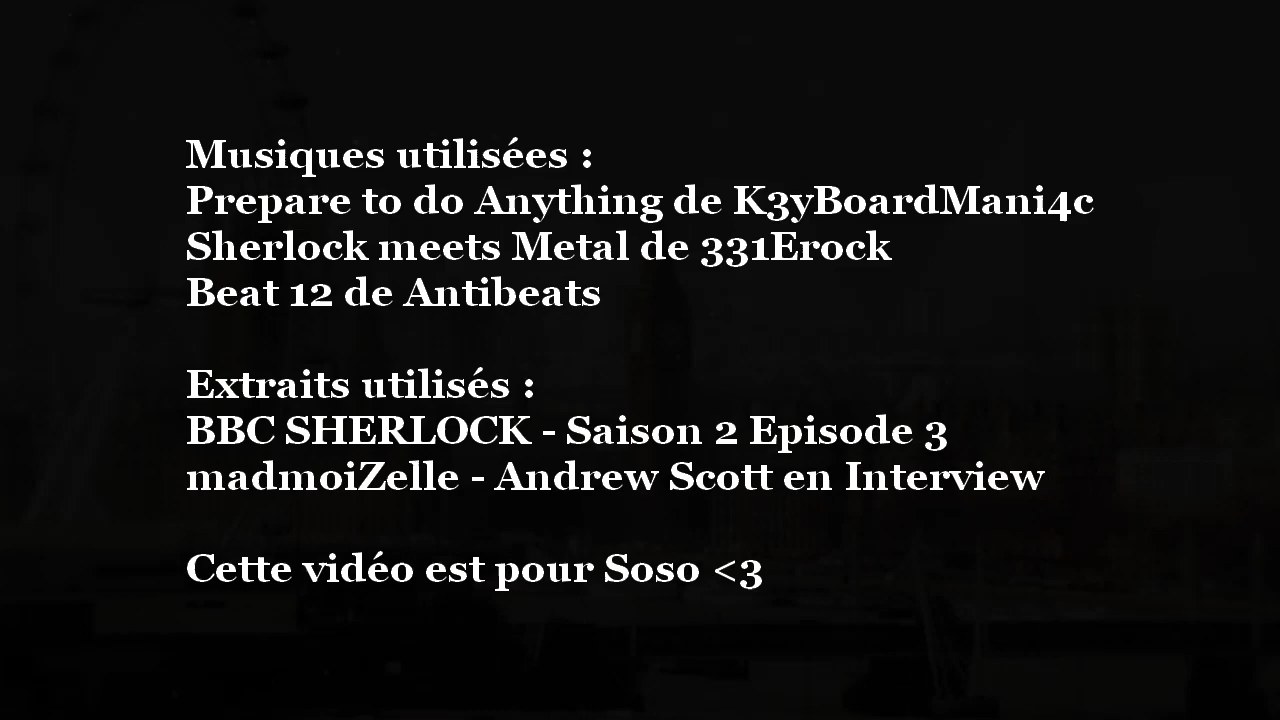 Musiques utilisées :
Prepare to do Anything de K3yBoardMani4c
Sherlock meets Metal de 331Erock
Beat 12 de Antibeats
Extraits utilisés :
BBC SHERLOCK - Saison 2 Episode 3
madmoiZelle - Andrew Scott en Interview
Cette vidéo est pour Soso <3